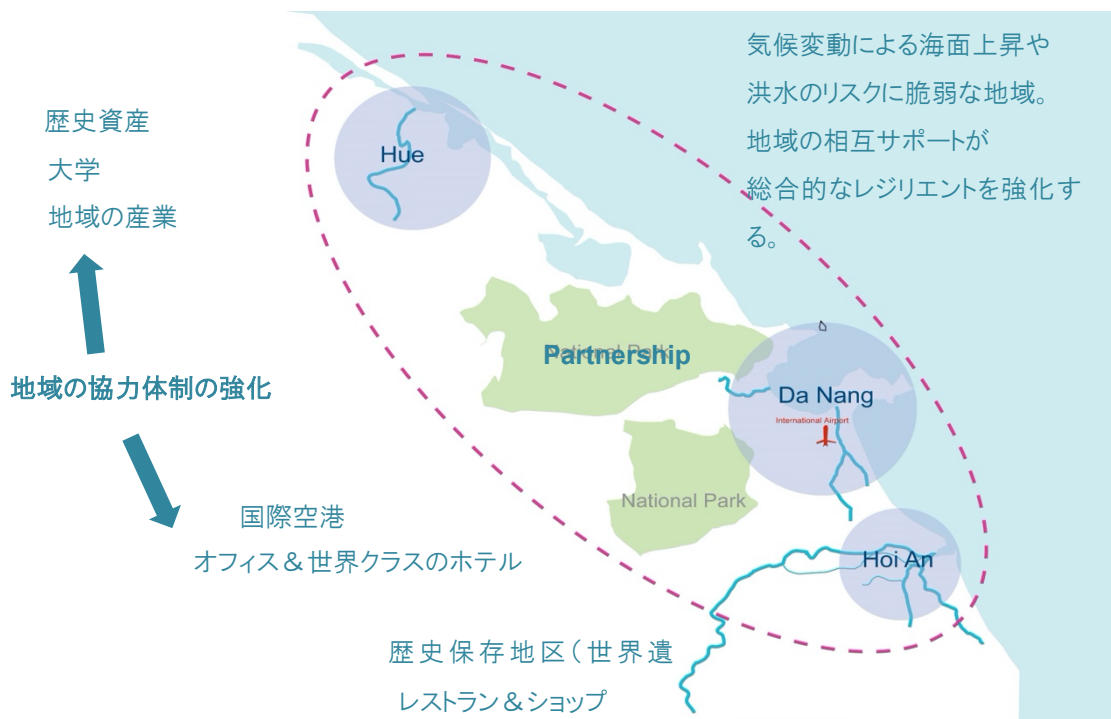 気候変動による海面上昇や
洪水のリスクに脆弱な地域。
地域の相互サポートが
総合的なレジリエントを強化す
る。
歴史資産
大学
地域の産業
Hue
National Park
Partnership
地域の協力体制の強化
Da Nang
International Airport
National Park
国際空港
オフィス＆世界クラスのホテル
Hoi An
歴史保存地区（世界遺
レストラン＆ショップ